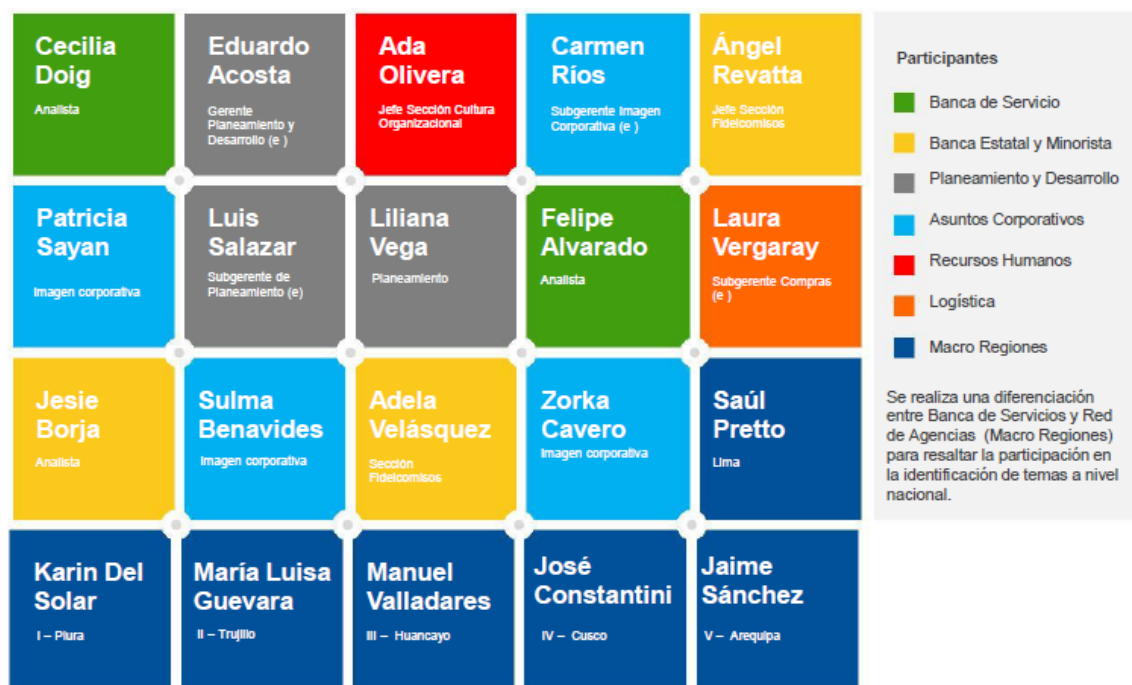 Cecilia
Doig
Analista
Eduardo
Acosta
Gerente
Planeamiento y
Desarrollo (e )
Ada
Olivera
Jefe Sección Cultura
Organizacional
Carmen
Ríos
Subgerente Imagen
Corporativa (e )
Ángel
Revatta
Jefe Sección
Fideicomisos
Patricia
Sayan
Imagen corporativa
Luis
Salazar
Subgerente de
Planeamiento (e)
Liliana
Vega
Planeamiento
Felipe
Alvarado
Analista
Laura
Vergaray
Subgerente Compras
(e )
Jesie
Borja
Analista
Sulma
Benavides
Imagen corporativa
Adela
Velásquez
Sección
Fideicomisos
Zorka
Cavero
Imagen corporativa
Saúl
Pretto
Lima
Karin Del
Solar
I – Piura
María Luisa
Guevara
II – Trujillo
Manuel
Valladares
III – Huancayo
José
Constantini
IV – Cusco
Jaime
Sánchez
V – Arequipa
Participantes
Banca de Servicio
Banca Estatal y Minorista
Planeamiento y Desarrollo
Asuntos Corporativos
Recursos Humanos
Logística
Macro Regiones
Se realiza una diferenciación
entre Banca de Servicios y Red
de Agencias (Macro Regiones)
para resaltar la participación en
la identificación de temas a nivel
nacional.